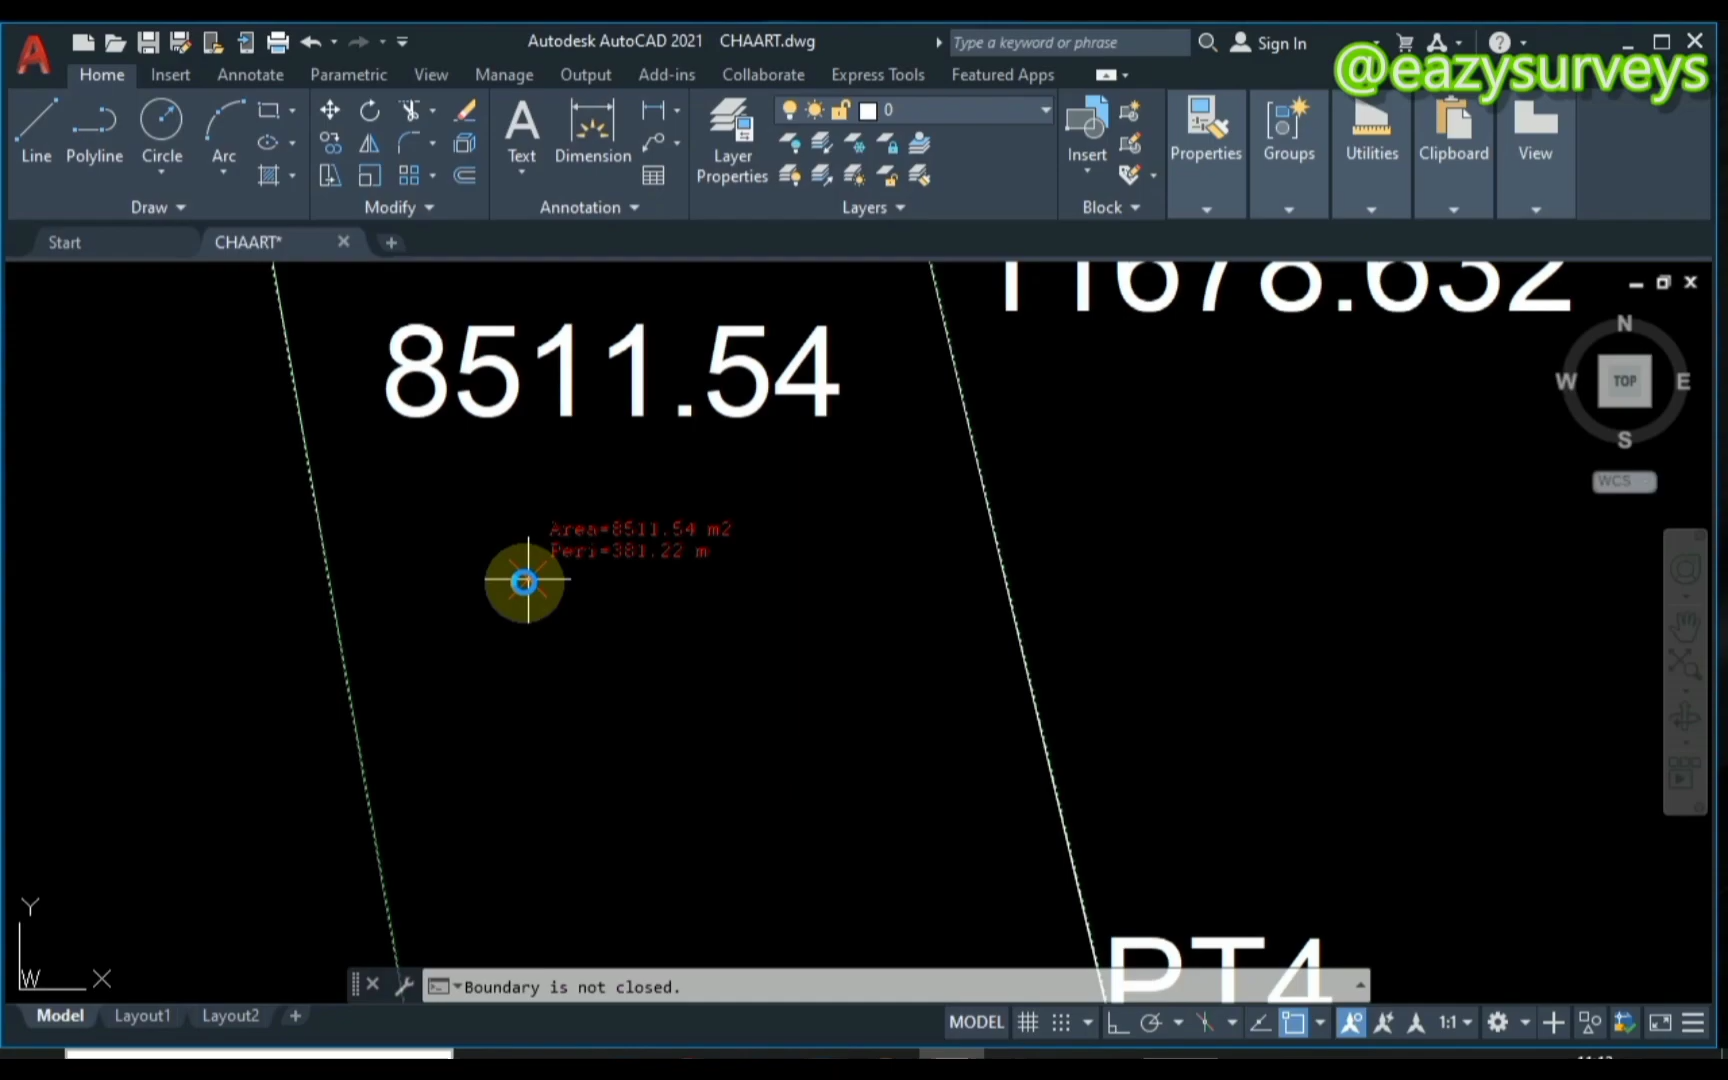 Autodesk AutoCAD 2021 CHAART.dwg
Type a keyword or phrase
Sign In
@eazysurveys
Home Insert Annotate Parametric View Manage Output Add-ins Collaborate Express Tools Featured Apps
0
Line Polyline Circle Arc
Text Dimension
Layer Properties
Insert
Properties Groups Utilities Clipboard View
Draw Modify Annotation Layers Block
Start CHAART*
11678.632
8511.54
N
W TOP E
S
WCS
Area=8511.54 m2
Peri=381.22 m
PT4
Y
W X
Boundary is not closed.
Model Layout1 Layout2
MODEL 1:1